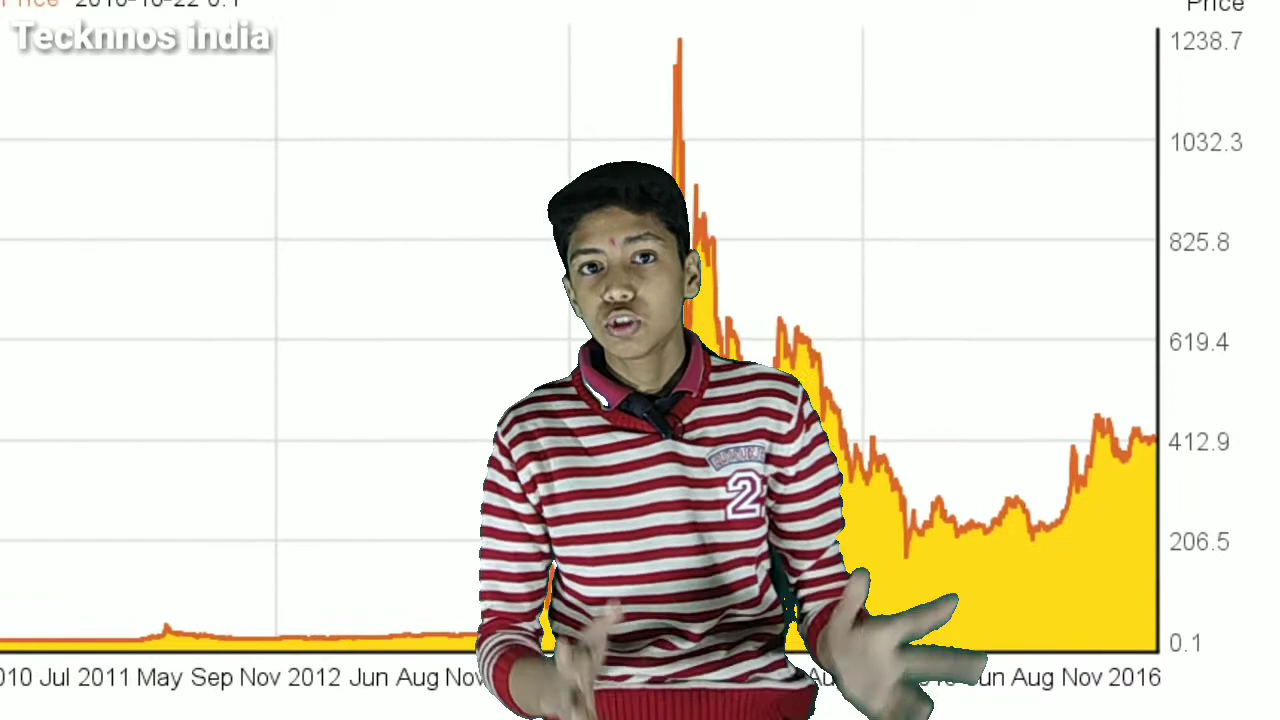 Price
Tecknnos india
1238.7
1032.3
825.8
619.4
412.9
206.5
0.1
2
Jul 2011 May Sep Nov 2012 Jun Aug Nov
Aug Nov 2016